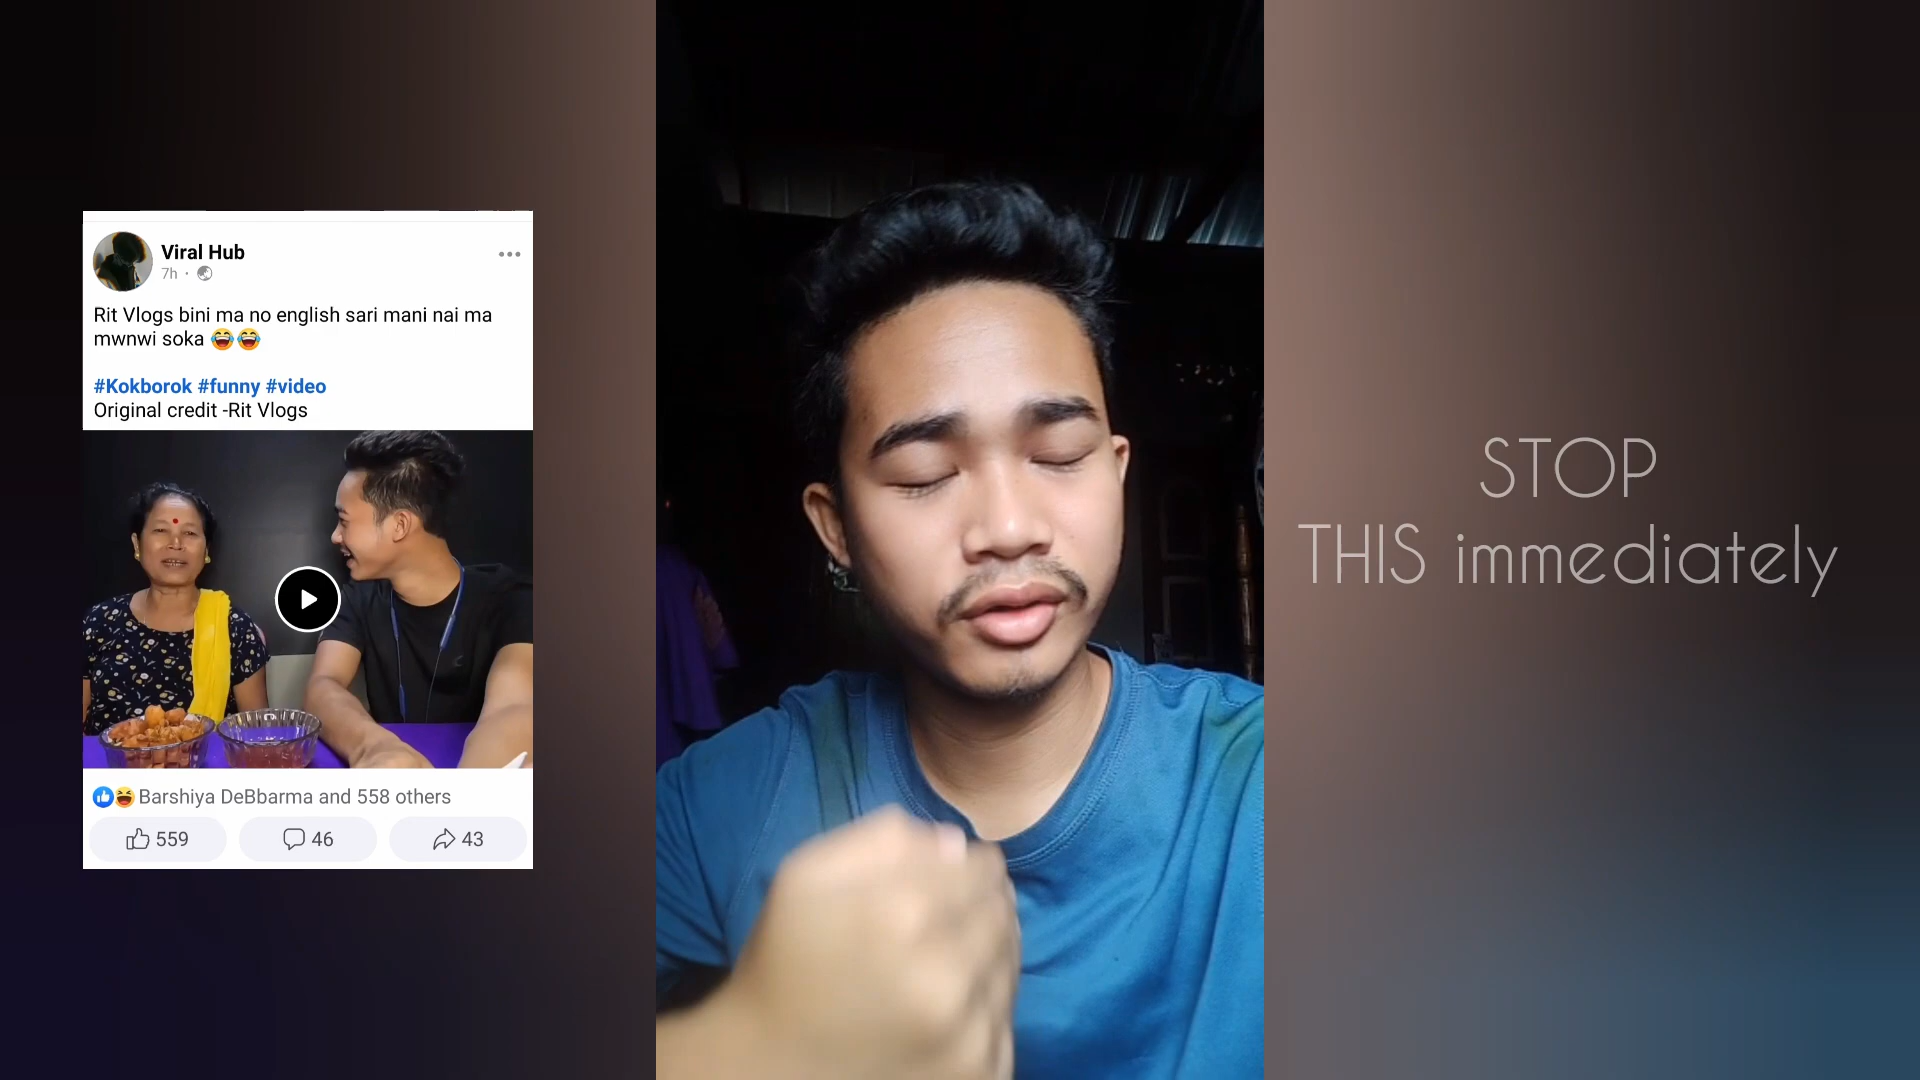 Viral Hub
7h ·
Rit Vlogs bini ma no english sari mani nai ma
mwnwi soka 😂😂
#Kokborok #funny #video
Original credit -Rit Vlogs
Barshiya DeBbarma and 558 others
559 46 43
STOP
THIS immediately